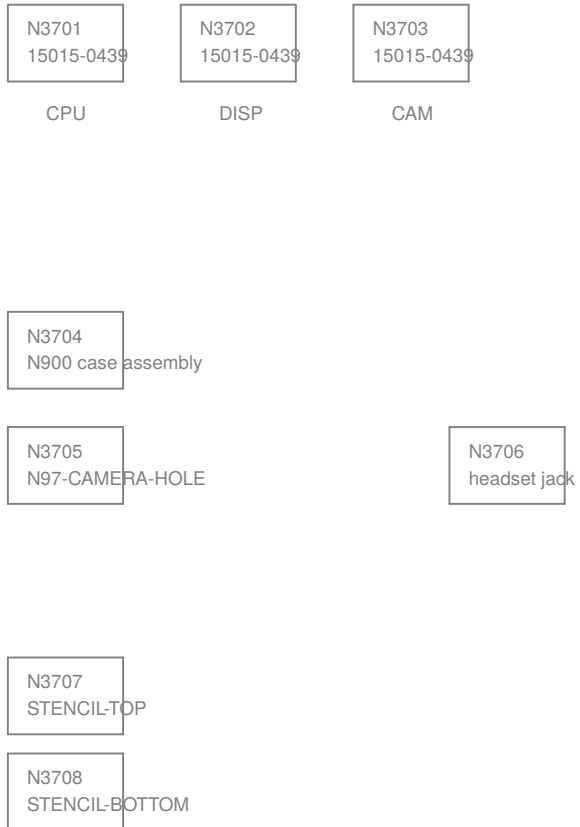 N3701
15015-0439
CPU
N3702
15015-0439
DISP
N3703
15015-0439
CAM
N3704
N900 case assembly
N3705
N97-CAMERA-HOLE
N3706
headset jack
N3707
STENCIL-TOP
N3708
STENCIL-BOTTOM